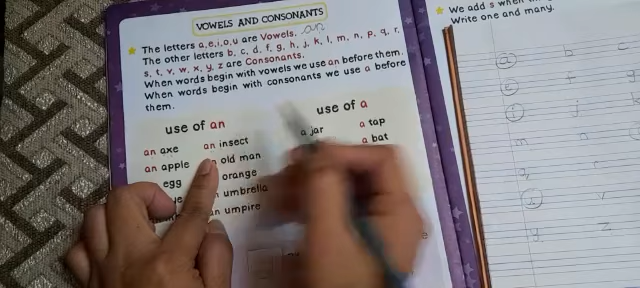 VOWELS AND CONSONANTS
The letters a,e,i,o,u are Vowels. an
The other letters b, c, d, f, g, h, j, k, l, m, n, p, q, r,
s, t, v, w, x, y, z are Consonants.
When words begin with vowels we use an before them.
When words begin with consonants we use a before
them.
use of an
an axe
an insect
an apple
old man
egg
orange
umbrella
an umpire
use of a
a jar
a tap
a bat
We add s when
Write one and many.
a b c
e f g
i j
m n
q r
u v
y z